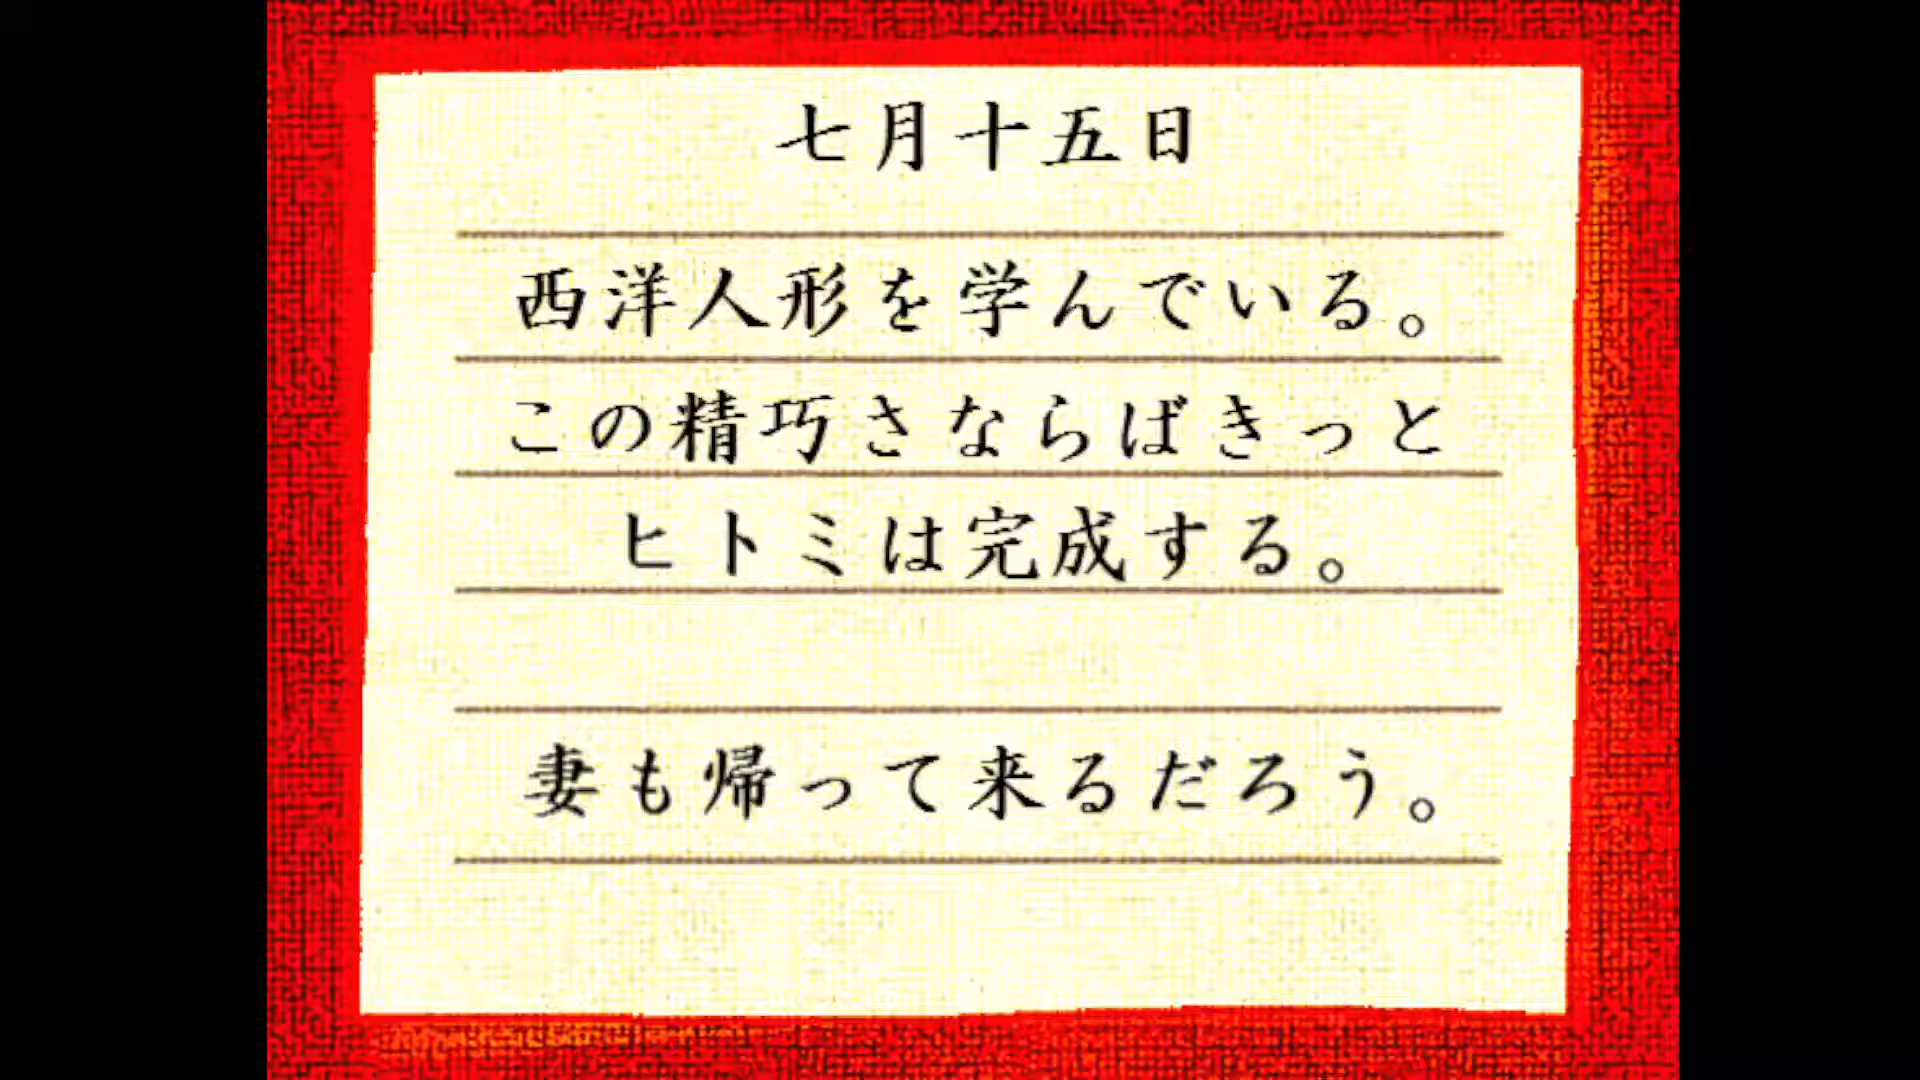 七月十五日
西洋人形を学んでいる。
この精巧さならばきっと
ヒトミは完成する。
妻も帰って来るだろう。